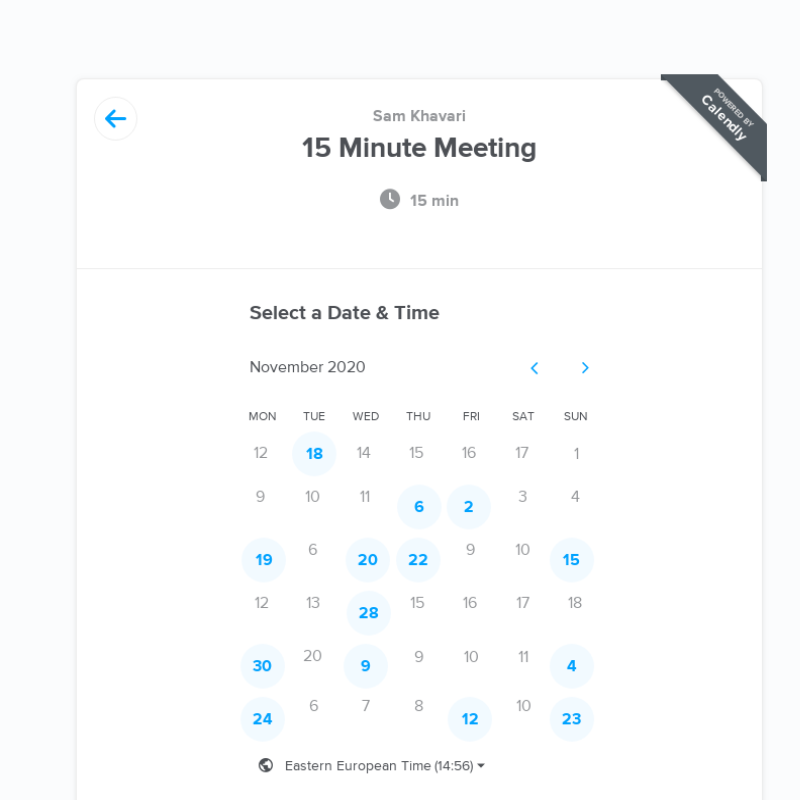 POWERED BY
Calendly
Sam Khavari
15 Minute Meeting
15 min
Select a Date & Time
November 2020
MON TUE WED THU FRI SAT SUN
12 18 14 15 16 17 1
9 10 11 6 2 3 4
19 6 20 22 9 10 15
12 13 28 15 16 17 18
30 20 9 9 10 11 4
24 6 7 8 12 10 23
Eastern European Time (14:56)